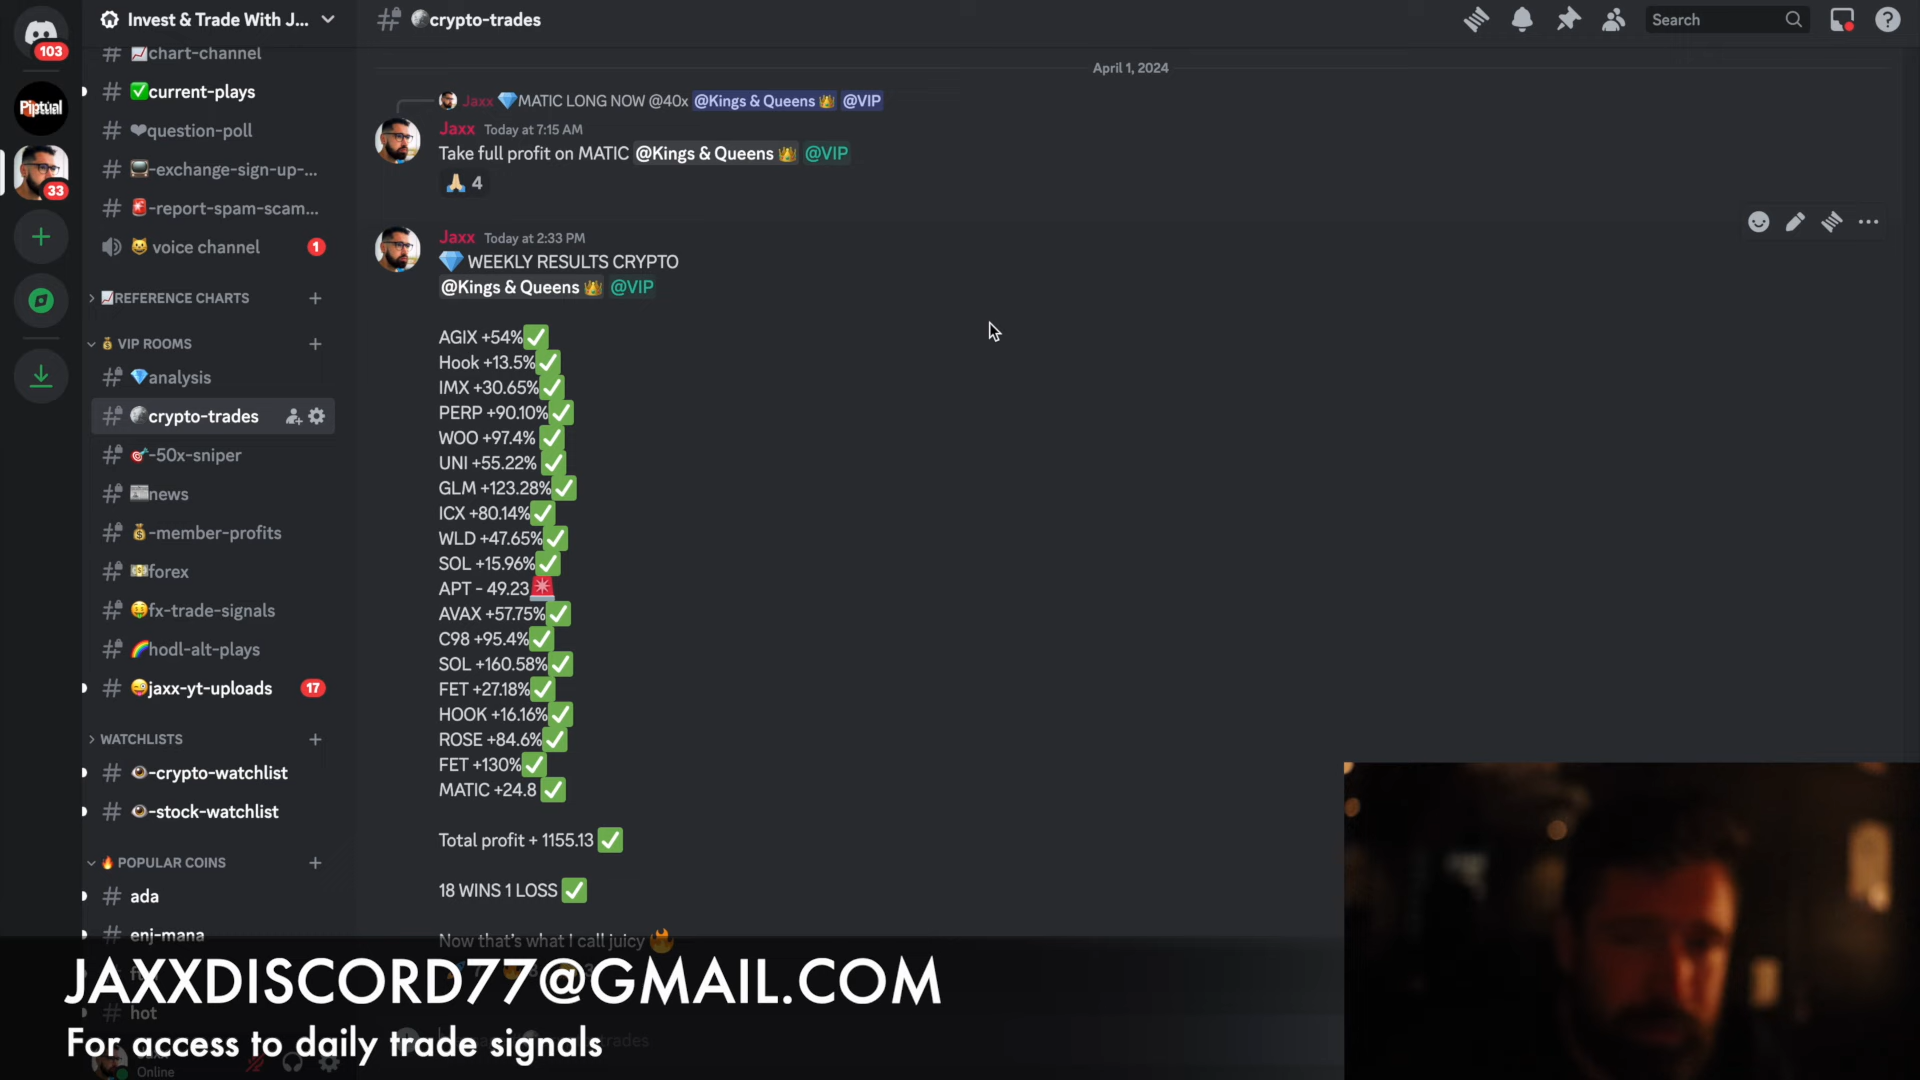 103
Piptual
33
Invest & Trade With J...
chart-channel
current-plays
question-poll
-exchange-sign-up-...
-report-spam-scam...
voice channel 1
REFERENCE CHARTS
VIP ROOMS
analysis
crypto-trades
-50x-sniper
news
-member-profits
forex
fx-trade-signals
hodl-alt-plays
jaxx-yt-uploads 17
WATCHLISTS
-crypto-watchlist
-stock-watchlist
POPULAR COINS
ada
enj-mana
hot
Online
crypto-trades
Search
April 1, 2024
Jaxx 💎MATIC LONG NOW @40x @Kings & Queens 👑 @VIP
Jaxx Today at 7:15 AM
Take full profit on MATIC @Kings & Queens 👑 @VIP
🙏 4
Jaxx Today at 2:33 PM
💎 WEEKLY RESULTS CRYPTO
@Kings & Queens 👑 @VIP
AGIX +54%✅
Hook +13.5%✅
IMX +30.65%✅
PERP +90.10%✅
WOO +97.4% ✅
UNI +55.22% ✅
GLM +123.28%✅
ICX +80.14%✅
WLD +47.65%✅
SOL +15.96%✅
APT - 49.23🚨
AVAX +57.75%✅
C98 +95.4%✅
SOL +160.58%✅
FET +27.18%✅
HOOK +16.16%✅
ROSE +84.6%✅
FET +130%✅
MATIC +24.8 ✅
Total profit + 1155.13 ✅
18 WINS 1 LOSS ✅
Now that's what I call juicy 🔥
JAXXDISCORD77@GMAIL.COM
For access to daily trade signals